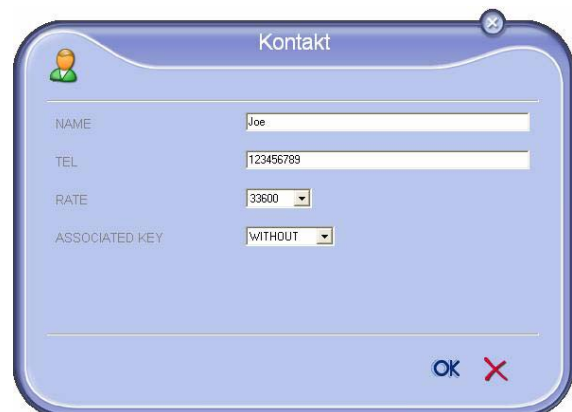 Kontakt
NAME Joe
TEL 123456789
RATE 33600
ASSOCIATED KEY WITHOUT
OK